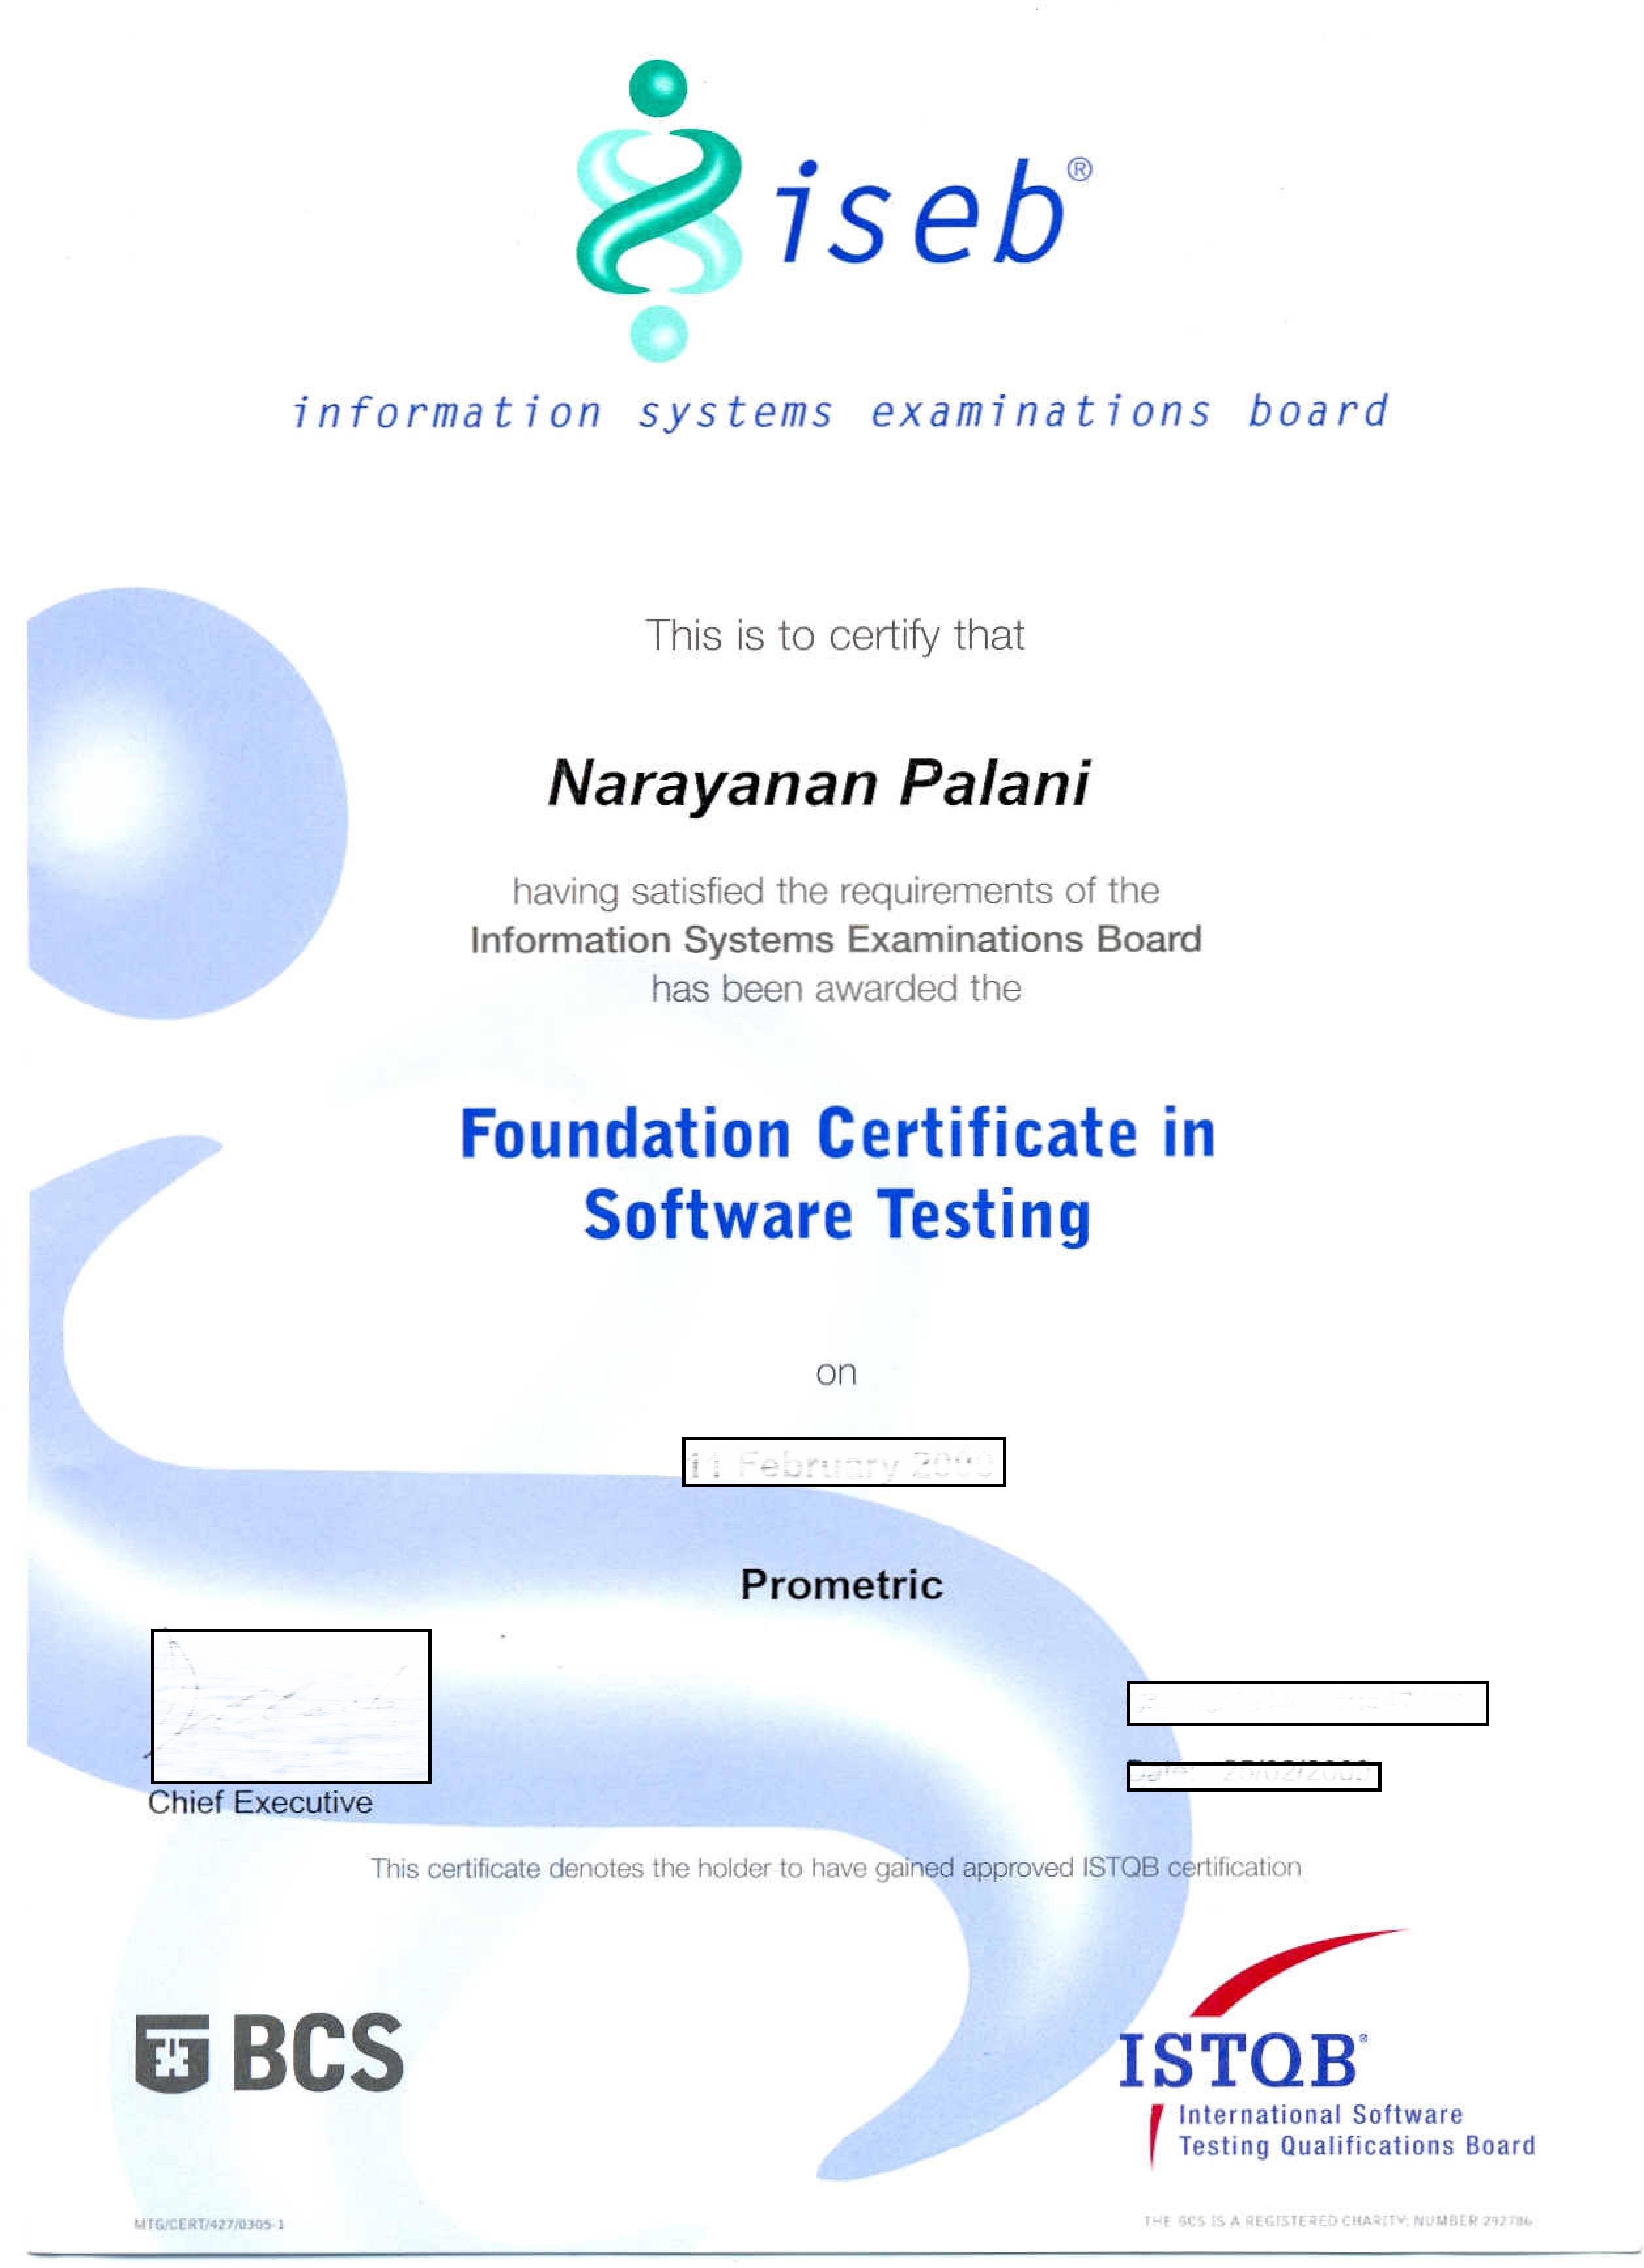 iseb®
information systems examinations board
This is to certify that
Narayanan Palani
having satisfied the requirements of the
Information Systems Examinations Board
has been awarded the
Foundation Certificate in
Software Testing
on
11 February
Prometric
Chief Executive
This certificate denotes the holder to have gained approved ISTQB certification
BCS
ISTQB®
International Software
Testing Qualifications Board
MTG/CERT/427/0305-1
THE BCS IS A REGISTERED CHARITY: NUMBER 292786